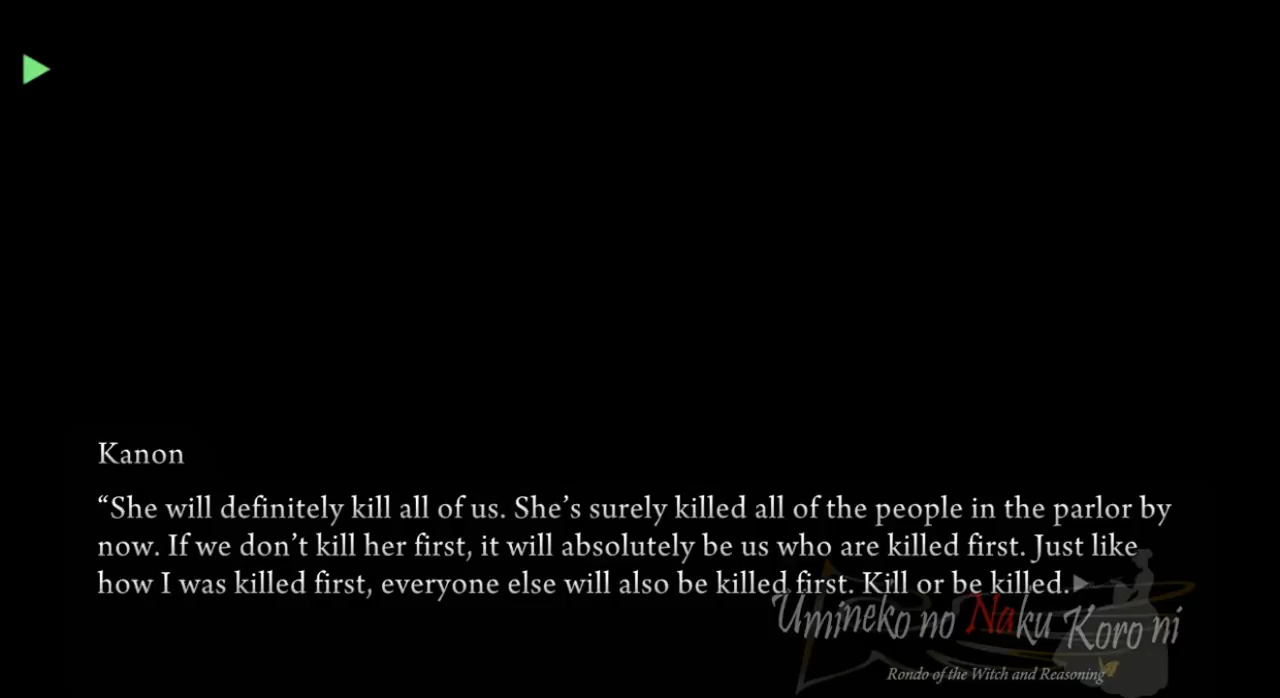 Kanon
“She will definitely kill all of us. She’s surely killed all of the people in the parlor by
now. If we don’t kill her first, it will absolutely be us who are killed first. Just like
how I was killed first, everyone else will also be killed first. Kill or be killed.
Umineko no Naku Koro ni
Rondo of the Witch and Reasoning